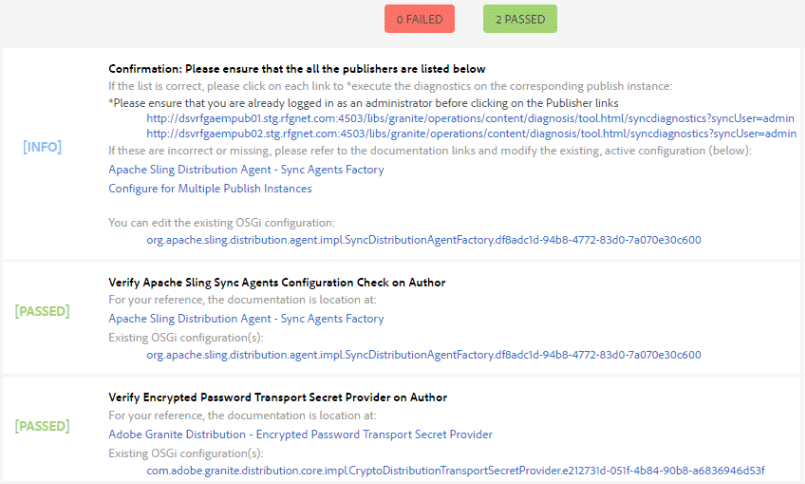 0 FAILED
2 PASSED
Confirmation: Please ensure that the all the publishers are listed below
If the list is correct, please click on each link to *execute the diagnostics on the corresponding publish instance:
*Please ensure that you are already logged in as an administrator before clicking on the Publisher links
http://dsvrfgaempub01.stg.rfgnet.com:4503/libs/granite/operations/content/diagnosis/tool.html/syncdiagnostics?syncUser=admin
http://dsvrfgaempub02.stg.rfgnet.com:4503/libs/granite/operations/content/diagnosis/tool.html/syncdiagnostics?syncUser=admin
[INFO]
If these are incorrect or missing, please refer to the documentation links and modify the existing, active configuration (below):
Apache Sling Distribution Agent - Sync Agents Factory
Configure for Multiple Publish Instances
You can edit the existing OSGi configuration:
org.apache.sling.distribution.agent.impl.SyncDistributionAgentFactory.df8adc1d-94b8-4772-83d0-7a070e30c600
Verify Apache Sling Sync Agents Configuration Check on Author
For your reference, the documentation is location at:
[PASSED]
Apache Sling Distribution Agent - Sync Agents Factory
Existing OSGi configuration(s):
org.apache.sling.distribution.agent.impl.SyncDistributionAgentFactory.df8adc1d-94b8-4772-83d0-7a070e30c600
Verify Encrypted Password Transport Secret Provider on Author
For your reference, the documentation is location at:
[PASSED]
Adobe Granite Distribution - Encrypted Password Transport Secret Provider
Existing OSGi configuration(s):
com.adobe.granite.distribution.core.impl.CryptoDistributionTransportSecretProvider.e212731d-051f-4b84-90b8-a6836946d53f